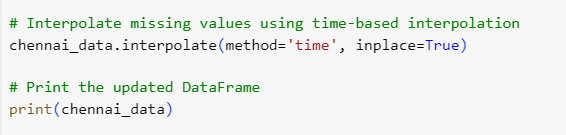 # Interpolate missing values using time-based interpolation
chennai_data.interpolate(method='time', inplace=True)
# Print the updated DataFrame
print(chennai_data)